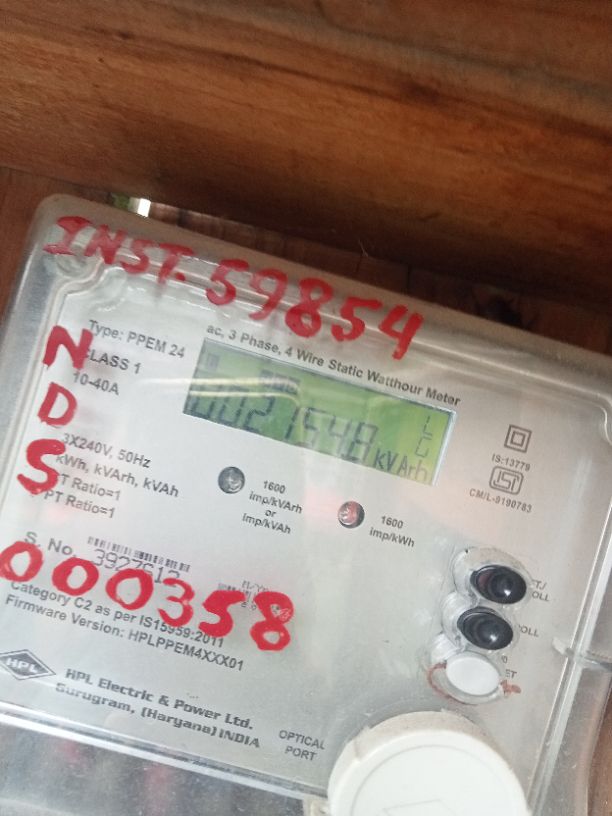 INST. 59854
ac, 3 Phase, 4 Wire Static Watthour Meter
Type: PPEM 24
CLASS 1
10-40A
NDS
kVArh
3X240V, 50Hz
kWh, kVArh, kVAh
PT Ratio=1
1600
imp/kVArh
or
imp/kVAh
1600
imp/kWh
IS:13779
CM/L-9190783
S. No.
000358
Category C2 as per IS15959:2011
Firmware Version: HPLPPEM4XXX01
HPL
HPL Electric & Power Ltd.
Gurugram, (Haryana) INDIA
OPTICAL
PORT